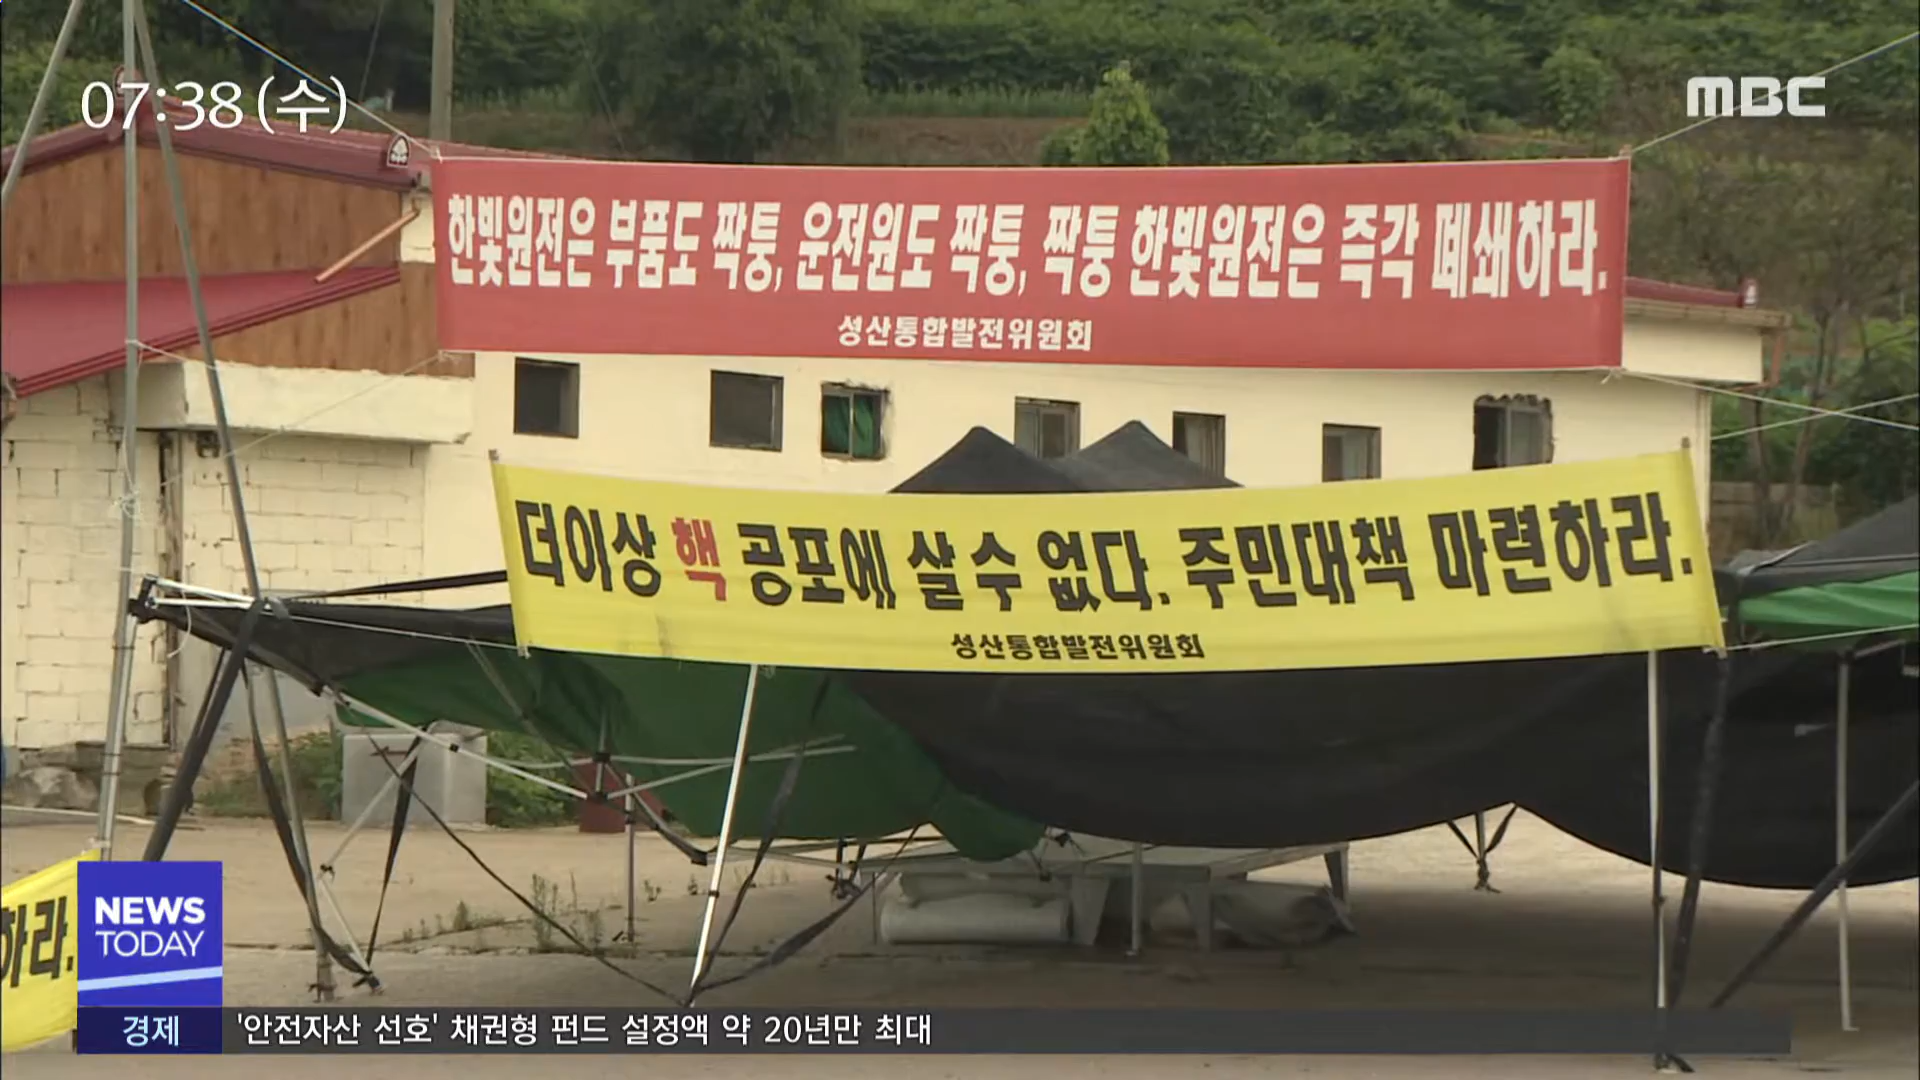 07:38 (수)
MBC
한빛원전은 부품도 짝퉁, 운전원도 짝퉁, 짝퉁 한빛원전은 즉각 폐쇄하라.
성산통합발전위원회
더이상 핵 공포에 살수 없다. 주민대책 마련하라.
성산통합발전위원회
하라.
NEWS
TODAY
경제 '안전자산 선호' 채권형 펀드 설정액 약 20년만 최대